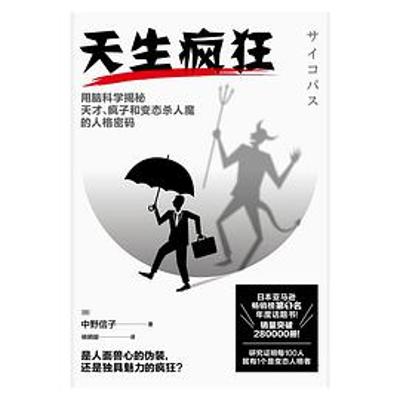 天生疯狂
サイコパス
用脑科学揭秘
天才、疯子和变态杀人魔
的人格密码
中野信子 著
译
是人面兽心的伪装,
还是独具魅力的疯狂?
日本亚马逊
畅销榜第①名
年度话题书!
销量突破
280000册!
研究证明每100人
就有1个是变态人格者